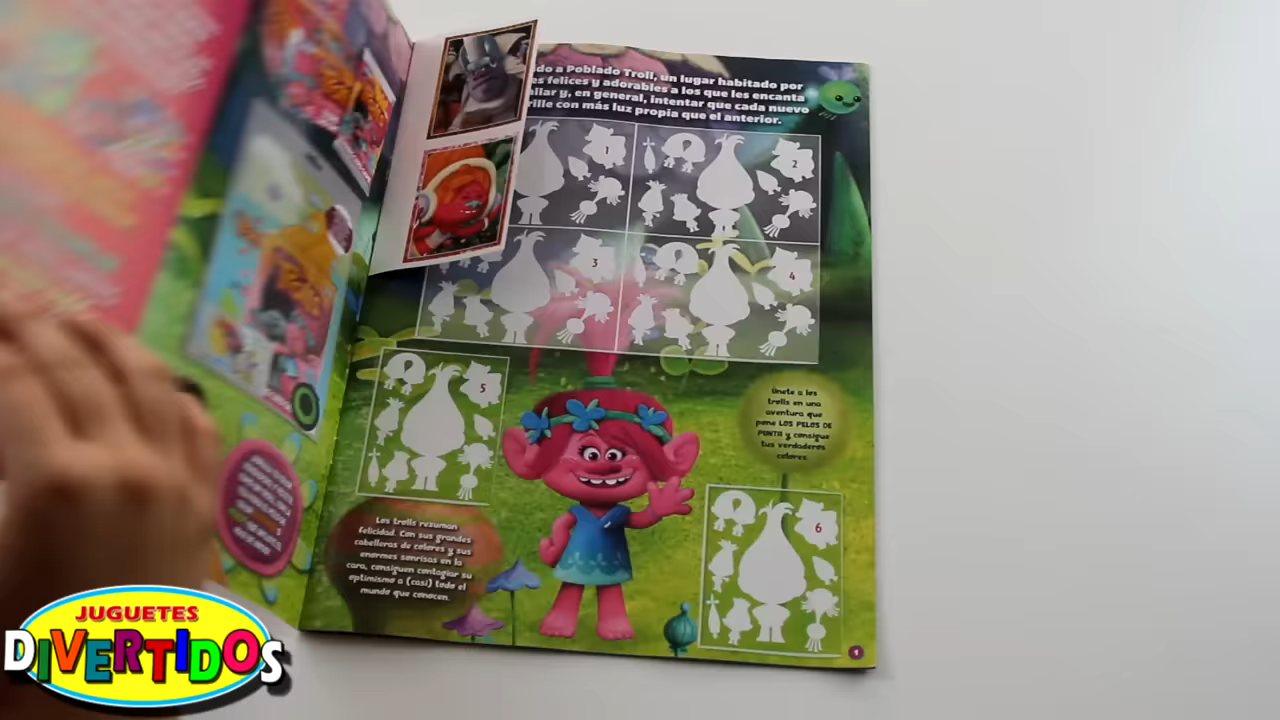 do a Poblado Troll, un lugar habitado por
es felices y adorables a los que les encanta
ilar y, en general, intentar que cada nuevo
rille con más luz propia que el anterior.
1
2
3
4
5
Únete a los
trolls en una
aventura que
pone LOS PELOS DE
PUNTA y consigue
tus verdaderos
colores.
6
Los trolls rezuman
felicidad. Con sus grandes
cabelleras de colores y sus
enormes sonrisas en la
cara, consiguen contagiar su
optimismo a (casi) todo el
mundo que conocen.
1
JUGUETES
DIVERTIDOS